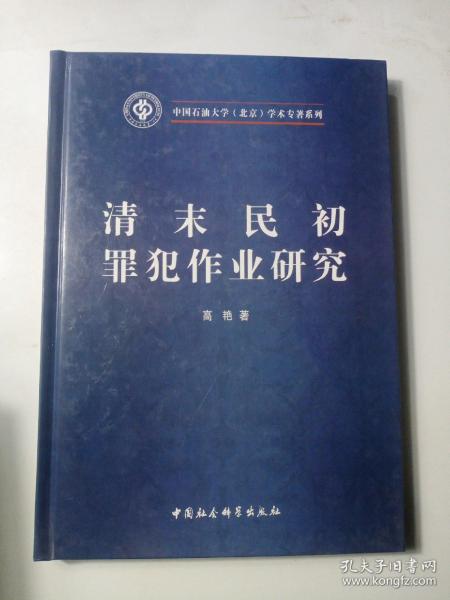 中国石油大学（北京）学术专著系列
清末民初
罪犯作业研究
高艳 著
中国社会科学出版社
孔夫子旧书网
www.kongfz.com